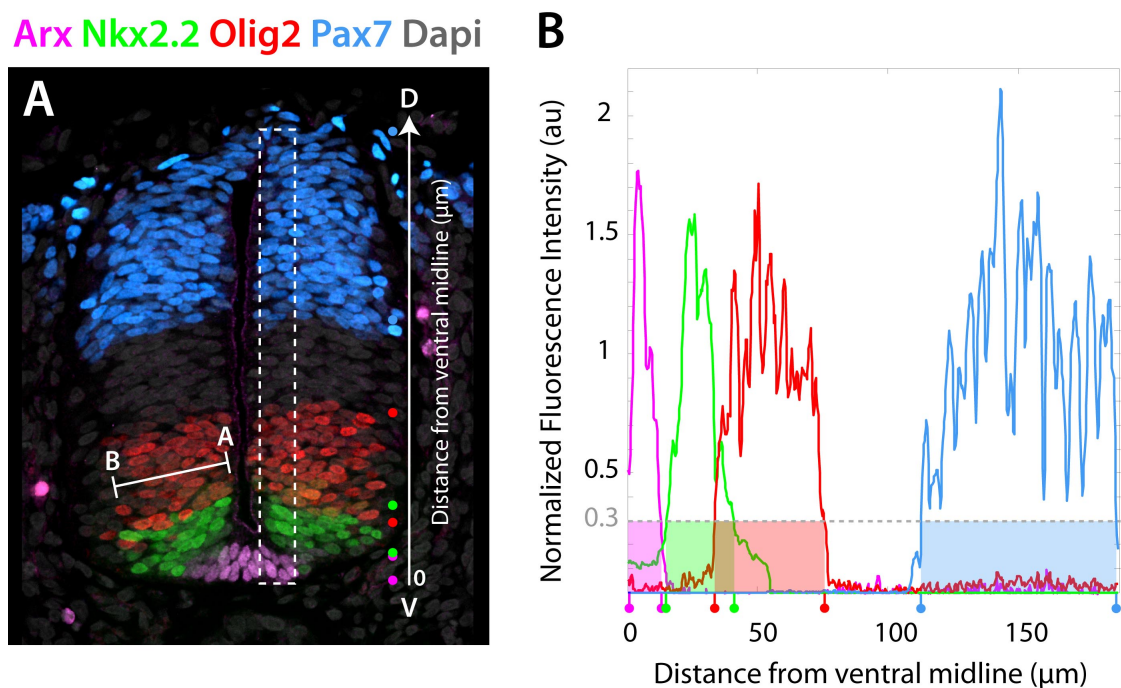 Arx Nkx2.2 Olig2 Pax7 Dapi
A
D
Distance from ventral midline (μm)
A
B
0
V
B
Normalized Fluorescence Intensity (au)
2
1.5
1
0.5
0.3
0
50
100
150
Distance from ventral midline (μm)